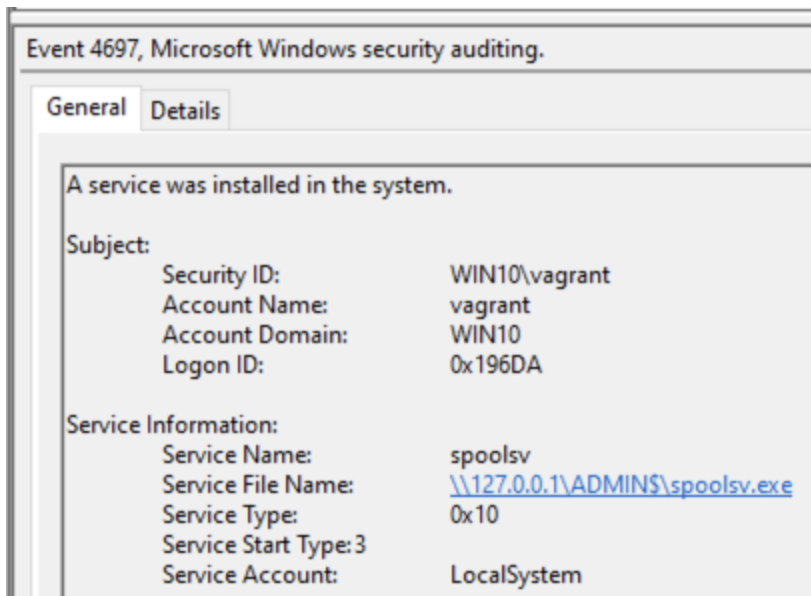 Event 4697, Microsoft Windows security auditing.
General Details
A service was installed in the system.
Subject:
Security ID: WIN10\vagrant
Account Name: vagrant
Account Domain: WIN10
Logon ID: 0x196DA
Service Information:
Service Name: spoolsv
Service File Name: \\127.0.0.1\ADMIN$\spoolsv.exe
Service Type: 0x10
Service Start Type: 3
Service Account: LocalSystem